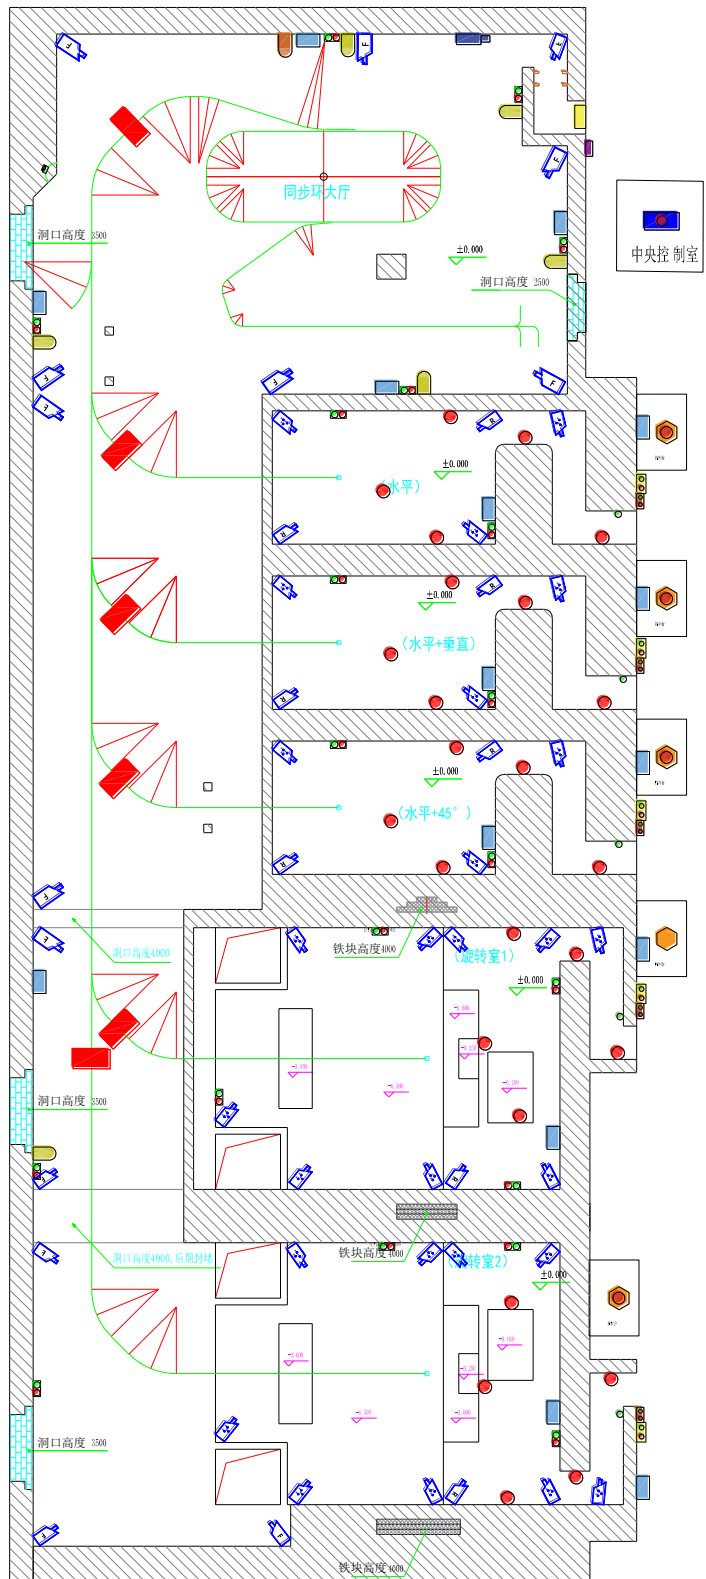 F
F
F
同步环大厅
F
洞口高度 3500
±0.000
中央控 制室
洞口高度 2500
F
F
F
F
R
±0.000
(水平)
R
R
±0.000
(水平+垂直)
R
R
±0.000
(水平+45°)
R
F
F
洞口高度4000
铁块高度4000
(旋转室1)
±0.000
洞口高度 3500
F
R
铁块高度4000
F
洞口高度4000,后期封堵
(旋转室2)
±0.000
洞口高度 3500
R
F
F
铁块高度4000